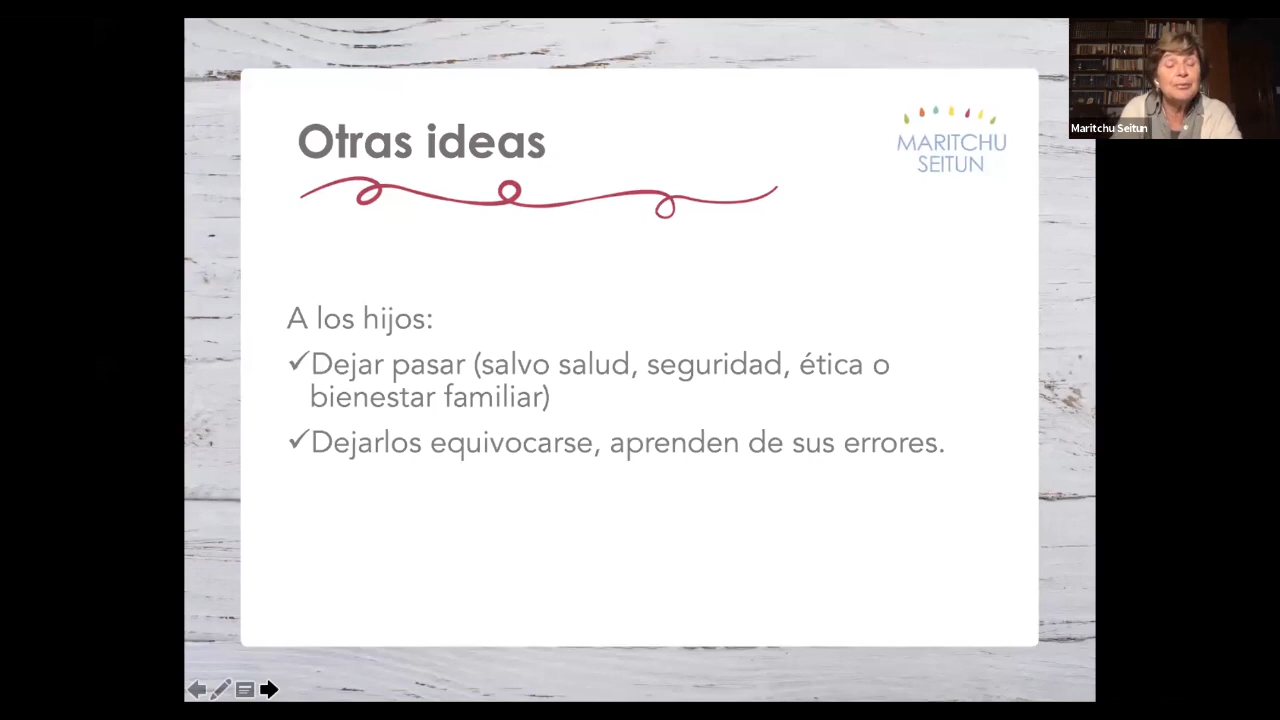 Otras ideas
MARITCHU
SEITUN
Maritchu Seitun
A los hijos:
✓Dejar pasar (salvo salud, seguridad, ética o
bienestar familiar)
✓Dejarlos equivocarse, aprenden de sus errores.